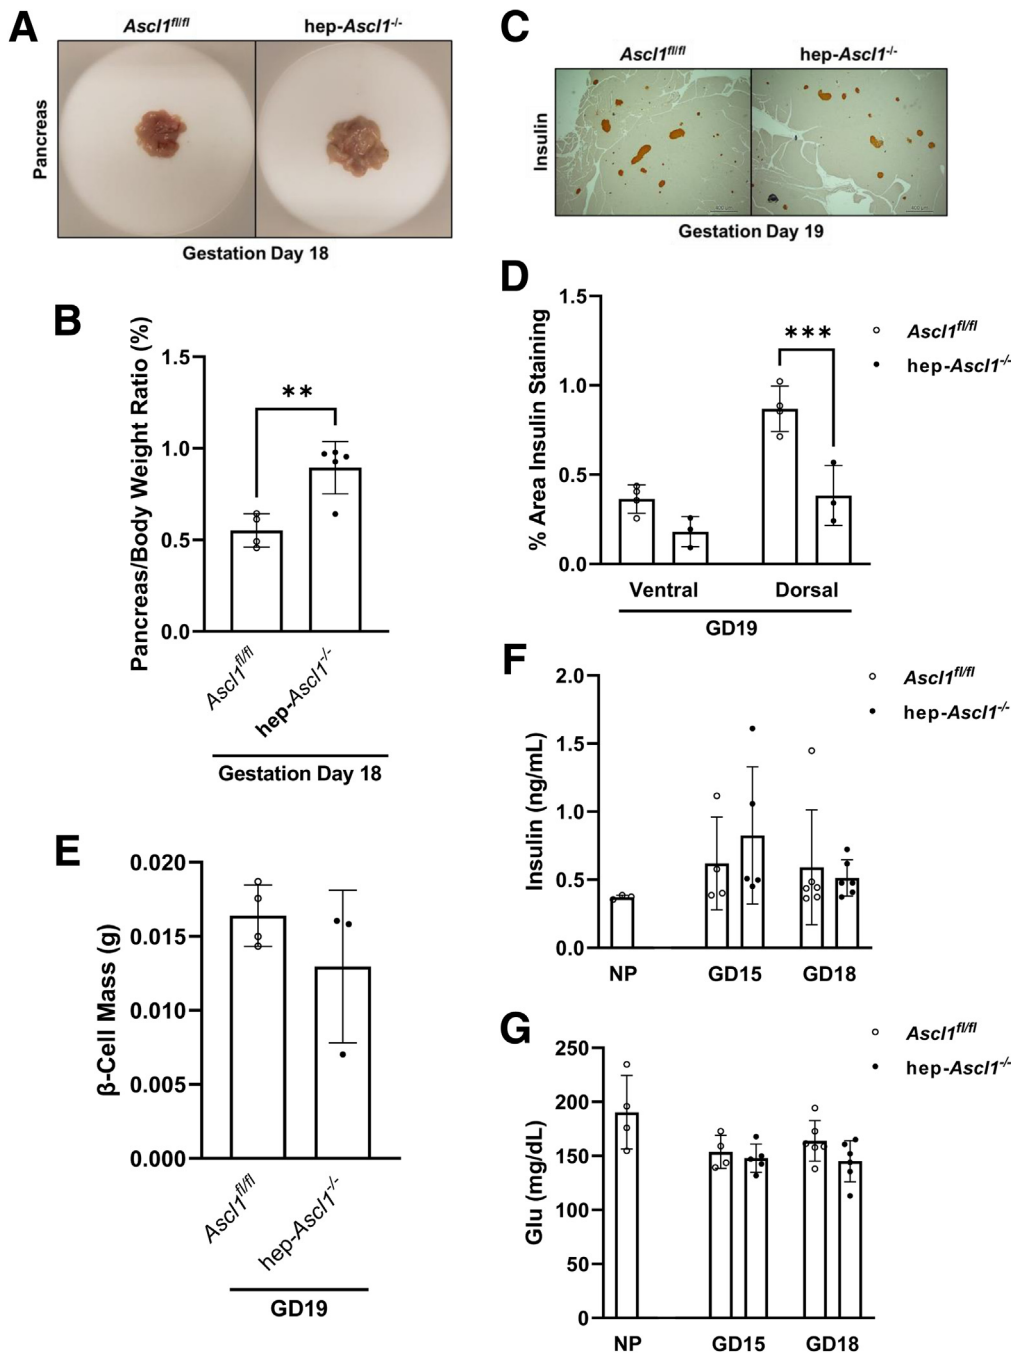 A
Ascl1fl/fl
hep-Ascl1-/-
Pancreas
Gestation Day 18
B
Pancreas/Body Weight Ratio (%)
1.5
1.0
0.5
0.0
**
Ascl1fl/fl
hep-Ascl1-/-
Gestation Day 18
C
Ascl1fl/fl
hep-Ascl1-/-
Insulin
Gestation Day 19
D
% Area Insulin Staining
1.5
1.0
0.5
0.0
***
Ascl1fl/fl
hep-Ascl1-/-
Ventral
Dorsal
GD19
E
β-Cell Mass (g)
0.020
0.015
0.010
0.005
0.000
Ascl1fl/fl
hep-Ascl1-/-
GD19
F
Insulin (ng/mL)
2.0
1.5
1.0
0.5
0.0
Ascl1fl/fl
hep-Ascl1-/-
NP
GD15
GD18
G
Glu (mg/dL)
250
200
150
100
50
0
Ascl1fl/fl
hep-Ascl1-/-
NP
GD15
GD18